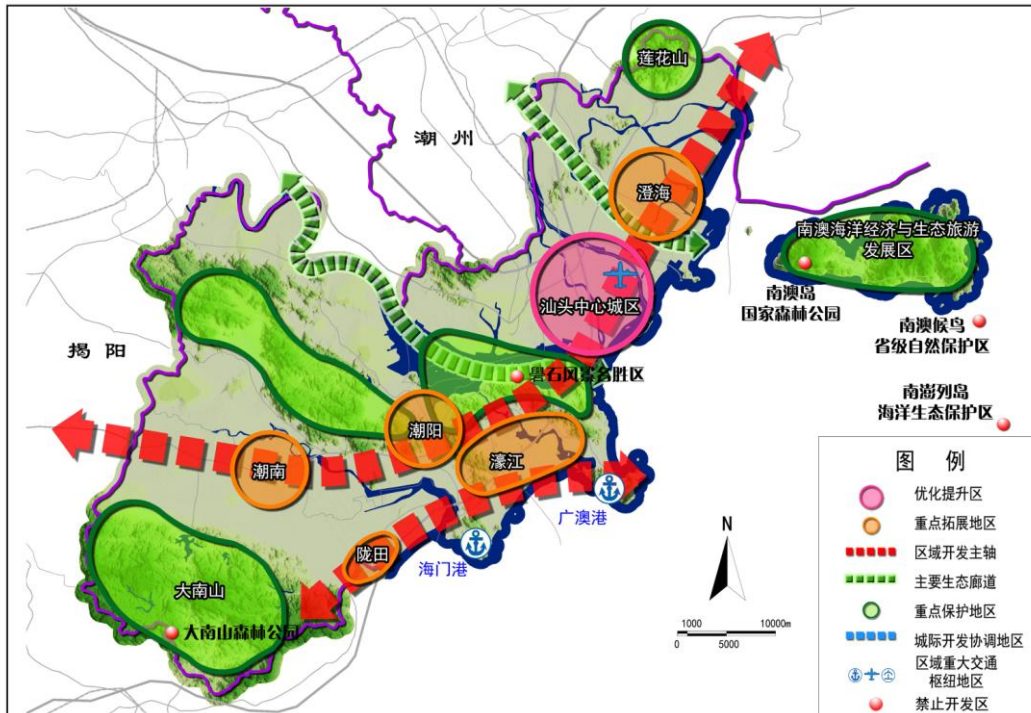 莲花山
潮州
澄海
南澳海洋经济与生态旅游
发展区
汕头中心城区
南澳岛
国家森林公园
南澳候鸟
省级自然保护区
揭阳
礐石风景名胜区
南澎列岛
海洋生态保护区
潮阳
潮南
濠江
广澳港
海门港
陇田
大南山
大南山森林公园
N
1000 10000m
0 5000
图 例
优化提升区
重点拓展地区
区域开发主轴
主要生态廊道
重点保护地区
城际开发协调地区
区域重大交通
枢纽地区
禁止开发区